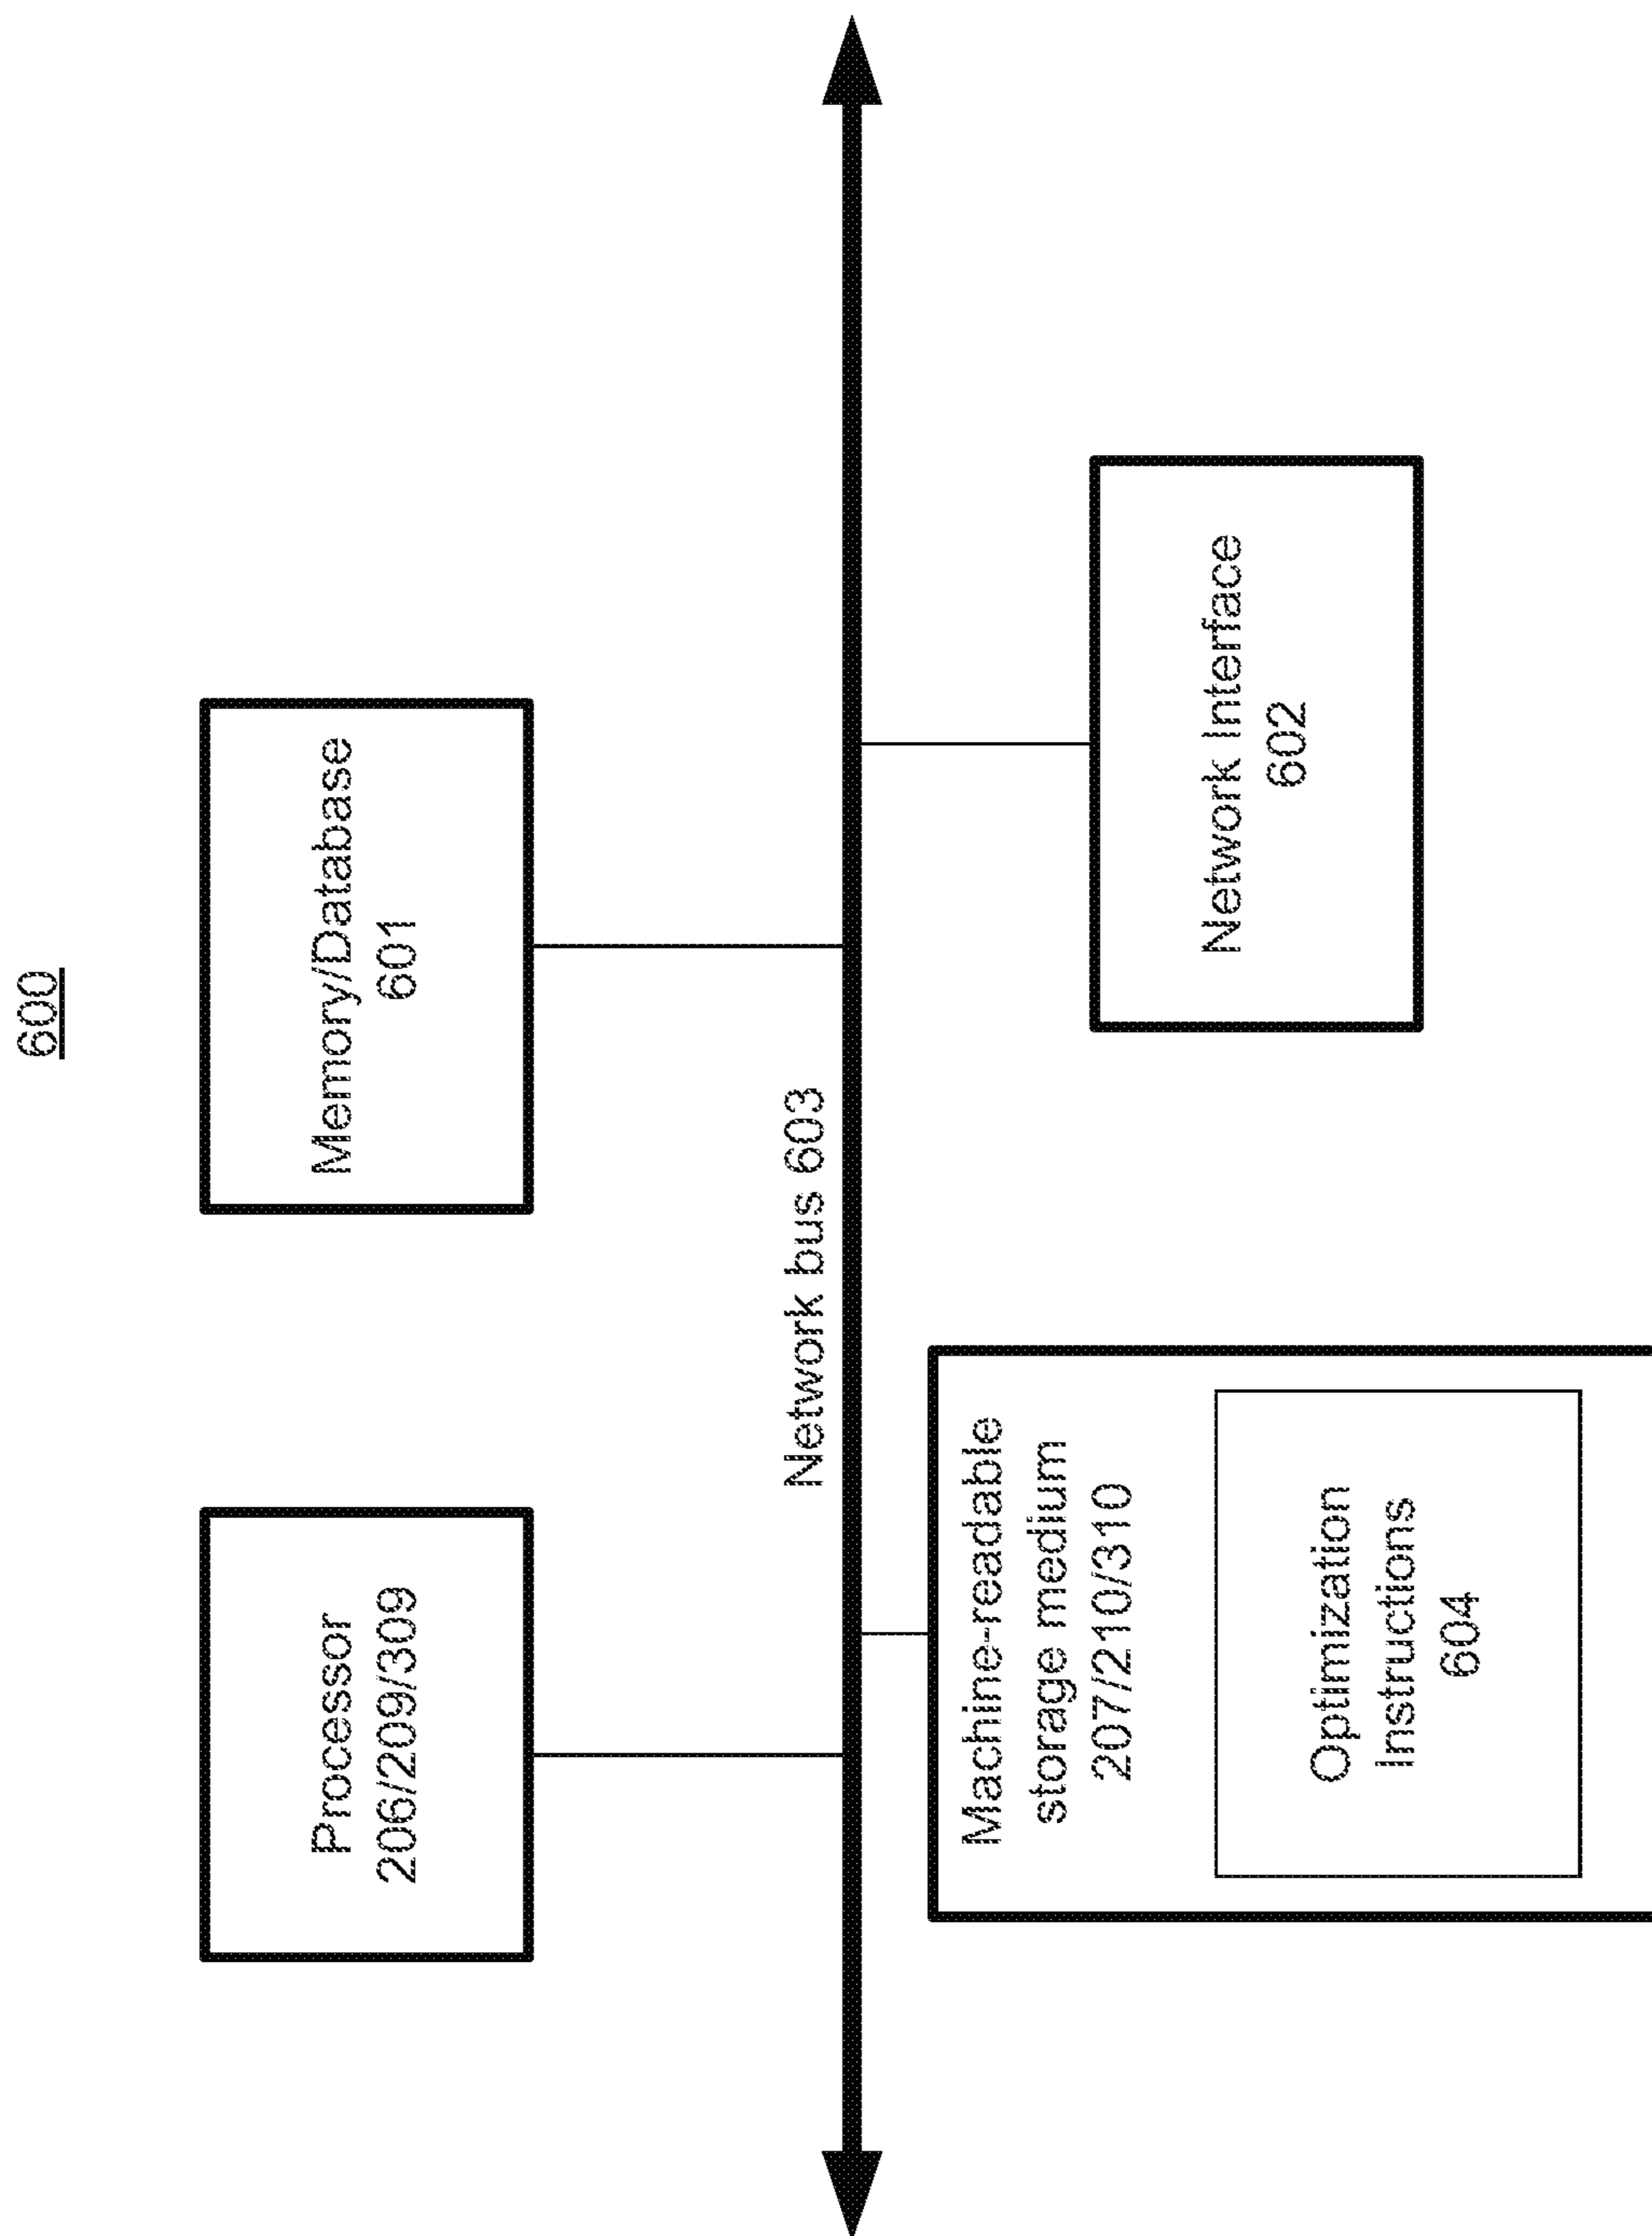 600
Processor
206/209/309
Memory/Database
601
Network bus 603
Machine-readable
storage medium
207/210/310
Optimization
Instructions
604
Network Interface
602